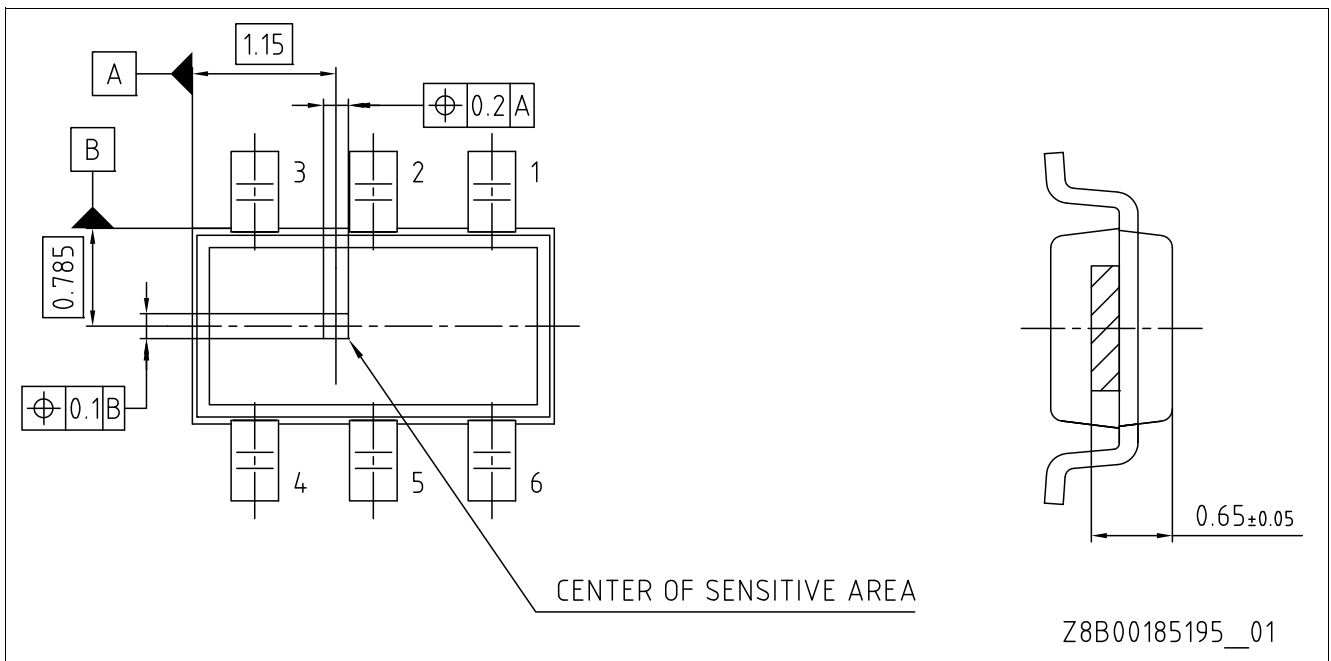 1.15
A
⌖ 0.2 A
B
3 2 1
0.785
⌖ 0.1 B
4 5 6
0.65±0.05
CENTER OF SENSITIVE AREA
Z8B00185195__01